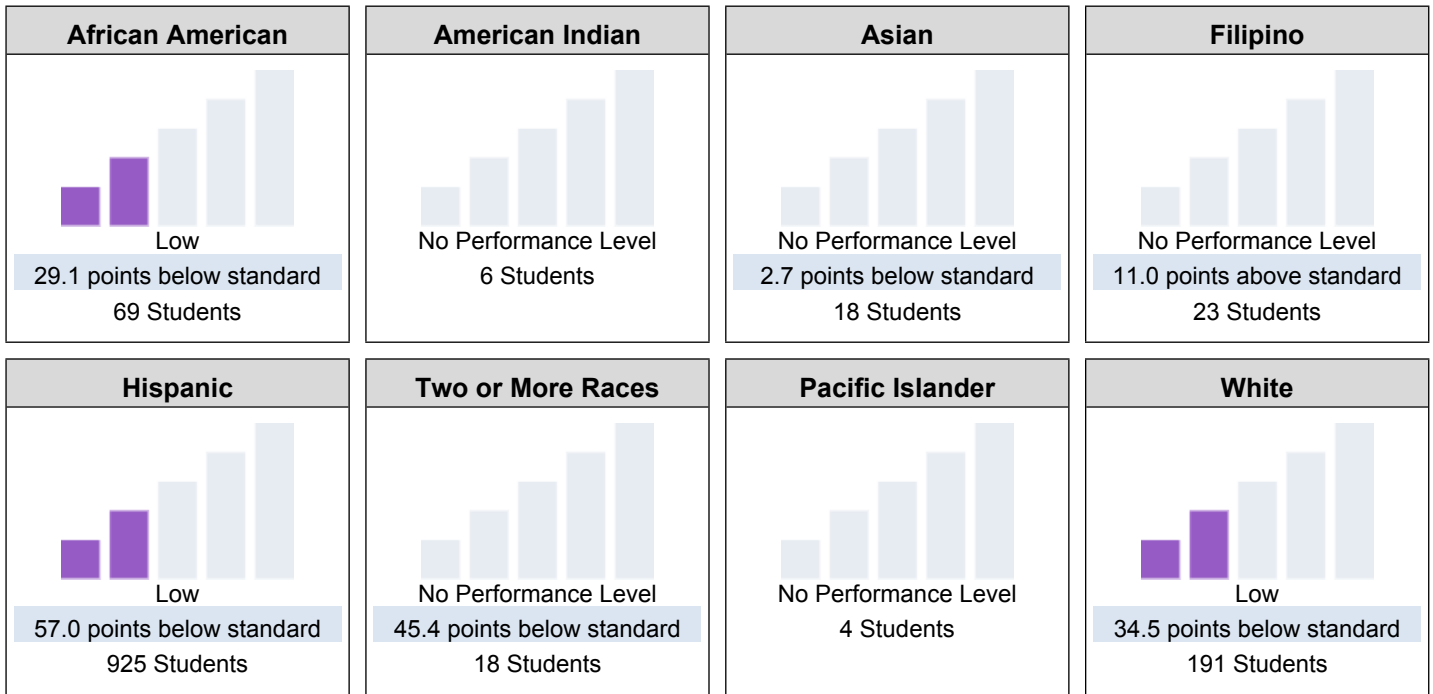 African American
Low
29.1 points below standard
69 Students
American Indian
No Performance Level
6 Students
Asian
No Performance Level
2.7 points below standard
18 Students
Filipino
No Performance Level
11.0 points above standard
23 Students
Hispanic
Low
57.0 points below standard
925 Students
Two or More Races
No Performance Level
45.4 points below standard
18 Students
Pacific Islander
No Performance Level
4 Students
White
Low
34.5 points below standard
191 Students